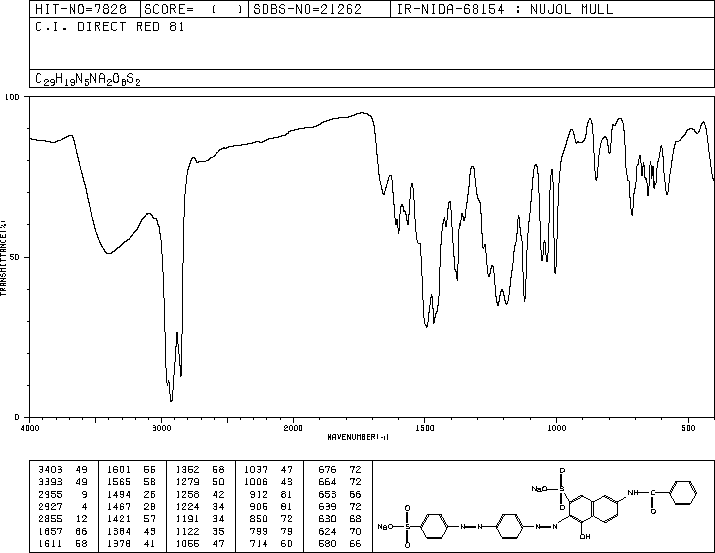 HIT-NO=7828 SCORE= ( ) SDBS-NO=21262 IR-NIDA-68154 : NUJOL MULL
C.I. DIRECT RED 81
C29H19N5NA2O8S2
100
TRANSMITTANCE(%)
50
0
4000 3000 2000 1500 1000 500
WAVENUMBER(-1)
3403 49 1601 56 1352 58 1037 47 676 72
3393 49 1565 58 1279 50 1006 43 664 72
2955 9 1494 26 1258 42 912 81 653 66
2927 4 1467 28 1224 34 906 81 639 72
2855 12 1421 57 1191 34 850 72 630 68
1657 66 1384 45 1122 35 799 79 624 70
1611 58 1378 41 1055 47 714 60 580 66
O
NaO S
O
NH C
O
O
NaO S
O
N N
N N
OH